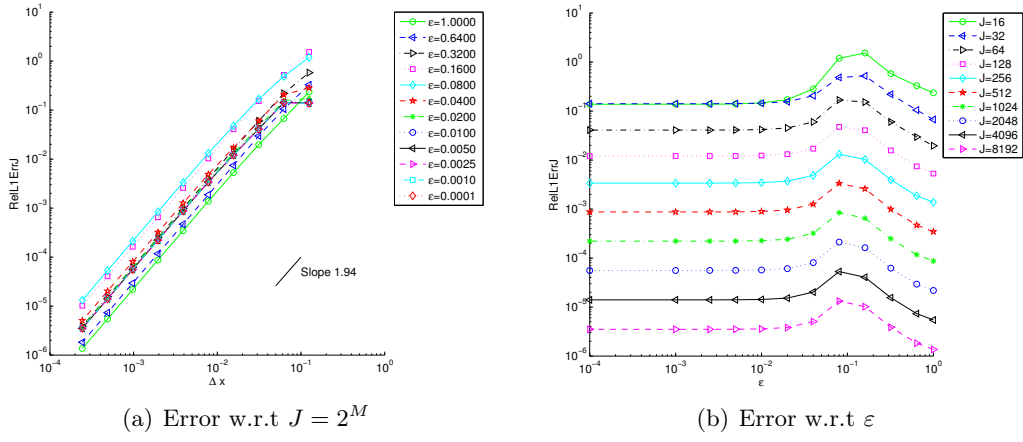 10^1
10^0
10^-1
10^-2
10^-3
10^-4
10^-5
10^-6
RelL1ErrJ
10^-4
10^-3
10^-2
10^-1
10^0
Δ x
Slope 1.94
ε=1.0000
ε=0.6400
ε=0.3200
ε=0.1600
ε=0.0800
ε=0.0400
ε=0.0200
ε=0.0100
ε=0.0050
ε=0.0025
ε=0.0010
ε=0.0001
(a) Error w.r.t J = 2^M
10^1
10^0
10^-1
10^-2
10^-3
10^-4
10^-5
10^-6
RelL1ErrJ
10^-4
10^-3
10^-2
10^-1
10^0
ε
J=16
J=32
J=64
J=128
J=256
J=512
J=1024
J=2048
J=4096
J=8192
(b) Error w.r.t ε